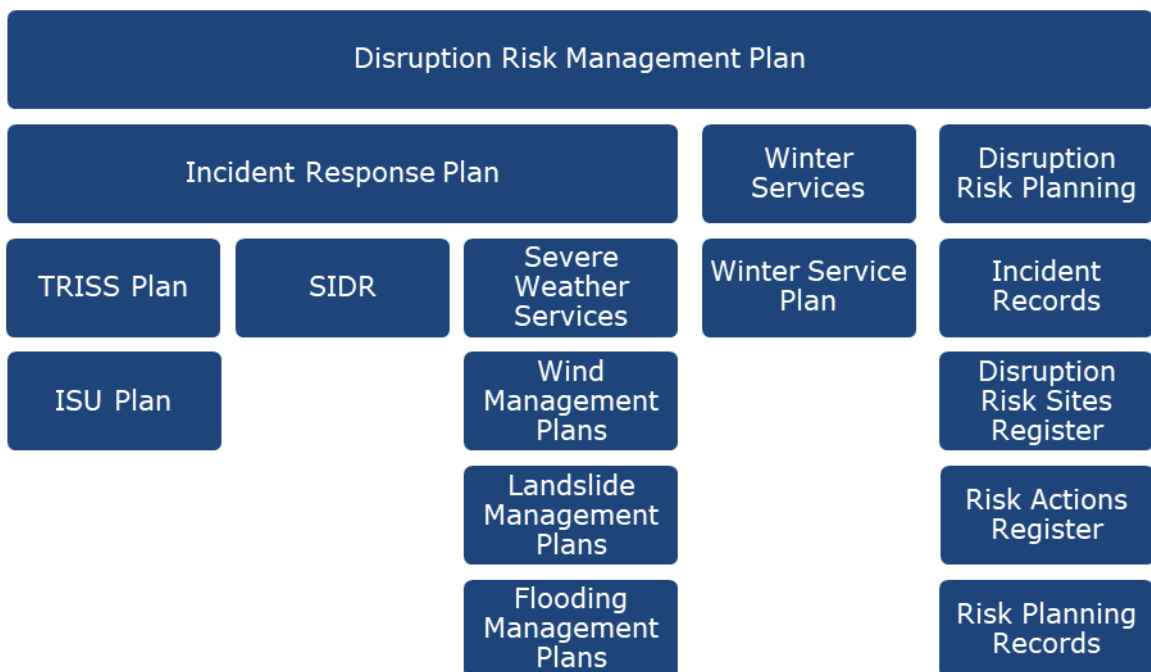 Disruption Risk Management Plan
Incident Response Plan
Winter
Services
Disruption
Risk Planning
TRISS Plan
SIDR
Severe
Weather
Services
Winter Service
Plan
Incident
Records
ISU Plan
Wind
Management
Plans
Disruption
Risk Sites
Register
Landslide
Management
Plans
Risk Actions
Register
Flooding
Management
Plans
Risk Planning
Records